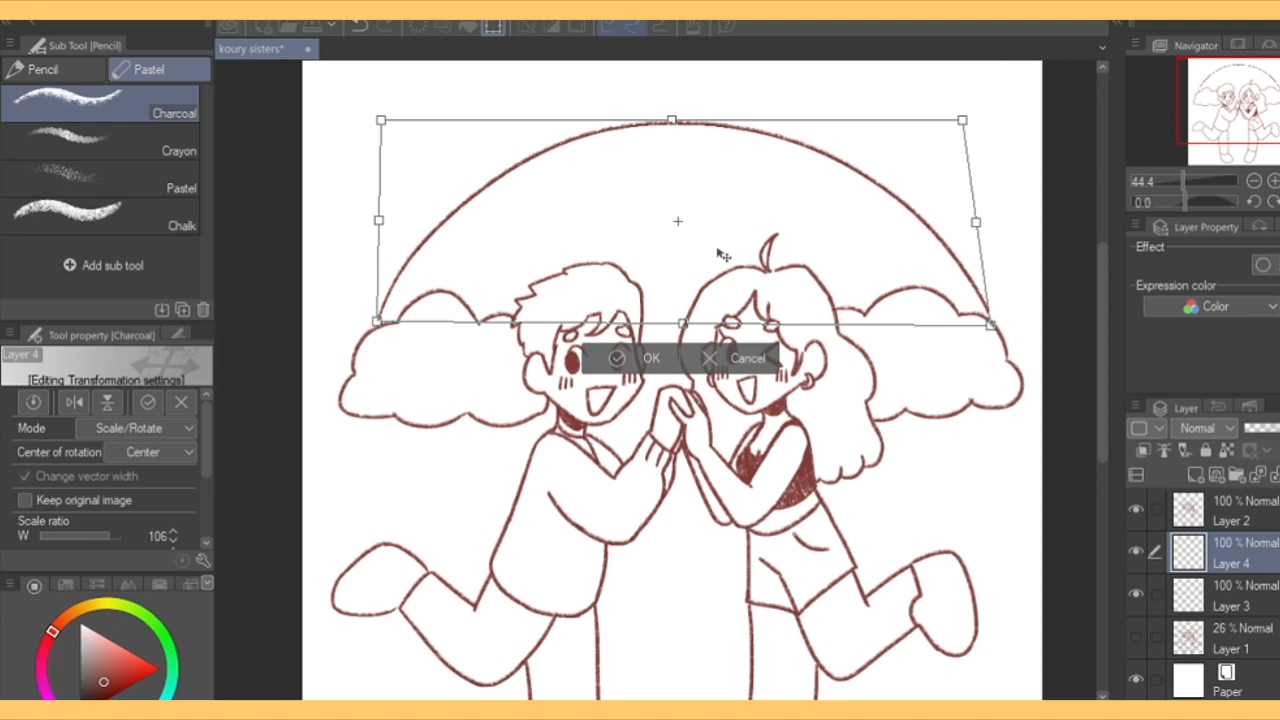 Sub Tool [Pencil]
Pencil
Pastel
Charcoal
Crayon
Pastel
Chalk
Add sub tool
Tool property [Charcoal]
Layer 4
[Editing Transformation settings]
Mode
Scale/Rotate
Center of rotation
Center
Change vector width
Keep original image
Scale ratio
W
106
koury sisters*
OK
Cancel
Navigator
44.4
0.0
Layer Property
Effect
Expression color
Color
Layer
Normal
100 % Normal
Layer 2
100 % Normal
Layer 4
100 % Normal
Layer 3
26 % Normal
Layer 1
Paper